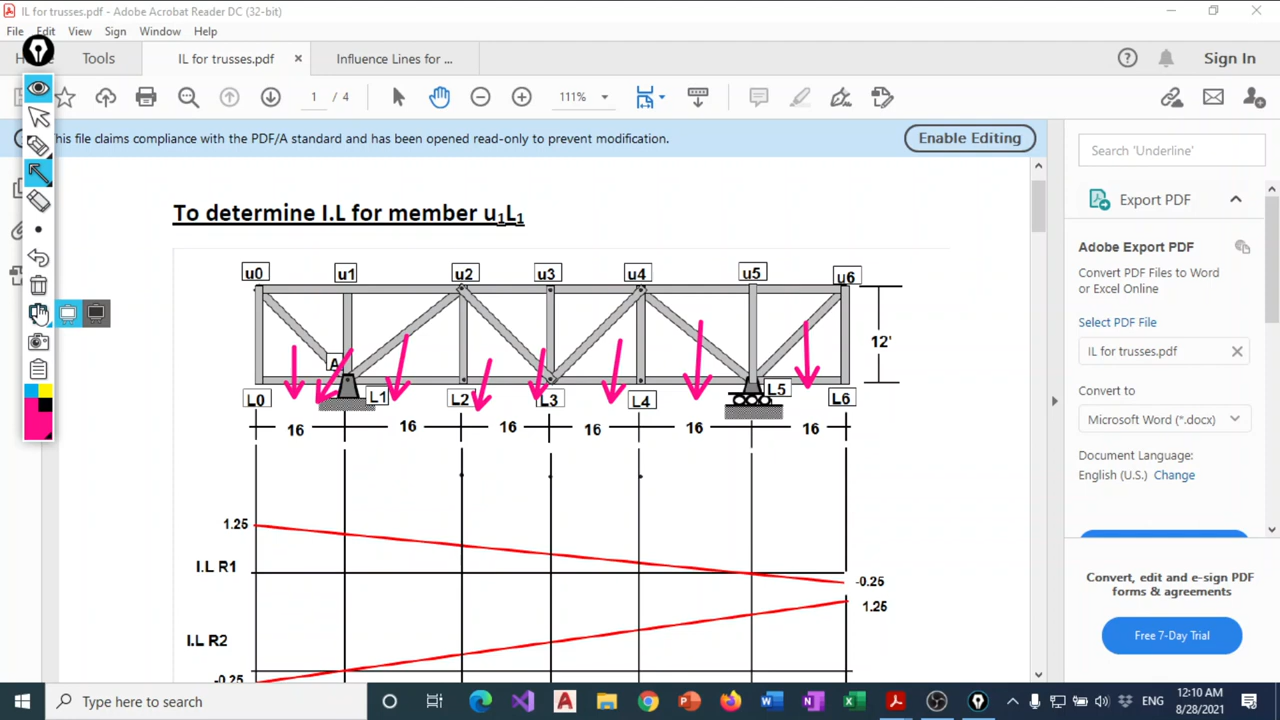 IL for trusses.pdf - Adobe Acrobat Reader DC (32-bit)
File Edit View Sign Window Help
Tools IL for trusses.pdf × Influence Lines for ... Sign In
1 / 4 111%
his file claims compliance with the PDF/A standard and has been opened read-only to prevent modification. Enable Editing
Search 'Underline'
Export PDF
Adobe Export PDF
Convert PDF Files to Word
or Excel Online
Select PDF File
IL for trusses.pdf
Convert to
Microsoft Word (*.docx)
Document Language:
English (U.S.) Change
Convert, edit and e-sign PDF
forms & agreements
Free 7-Day Trial
To determine I.L for member u₁L₁
u0 u1 u2 u3 u4 u5 u6
12'
A
L0 L1 L2 L3 L4 L5 L6
16 16 16 16 16 16
1.25
I.L R1
-0.25
1.25
I.L R2
-0.25
Type here to search
ENG
12:10 AM
8/28/2021